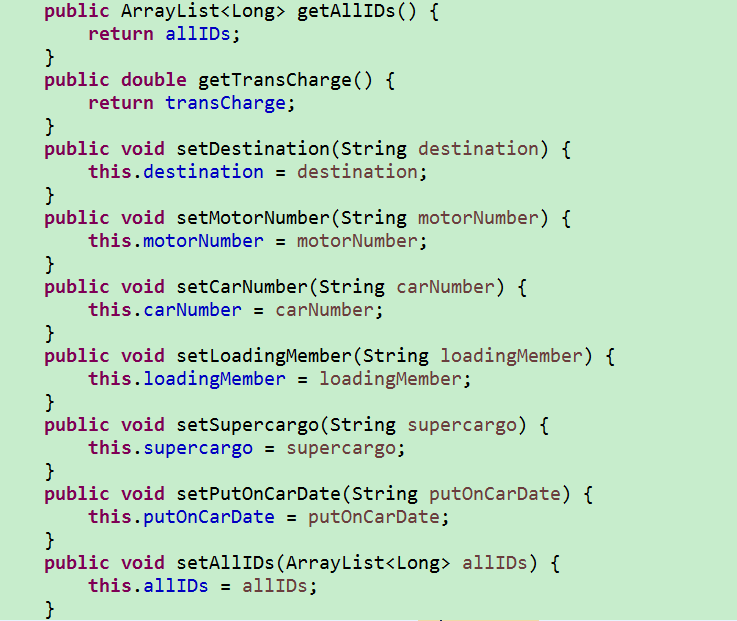 public ArrayList<Long> getAllIDs() {
return allIDs;
}
public double getTransCharge() {
return transCharge;
}
public void setDestination(String destination) {
this.destination = destination;
}
public void setMotorNumber(String motorNumber) {
this.motorNumber = motorNumber;
}
public void setCarNumber(String carNumber) {
this.carNumber = carNumber;
}
public void setLoadingMember(String loadingMember) {
this.loadingMember = loadingMember;
}
public void setSupercargo(String supercargo) {
this.supercargo = supercargo;
}
public void setPutOnCarDate(String putOnCarDate) {
this.putOnCarDate = putOnCarDate;
}
public void setAllIDs(ArrayList<Long> allIDs) {
this.allIDs = allIDs;
}